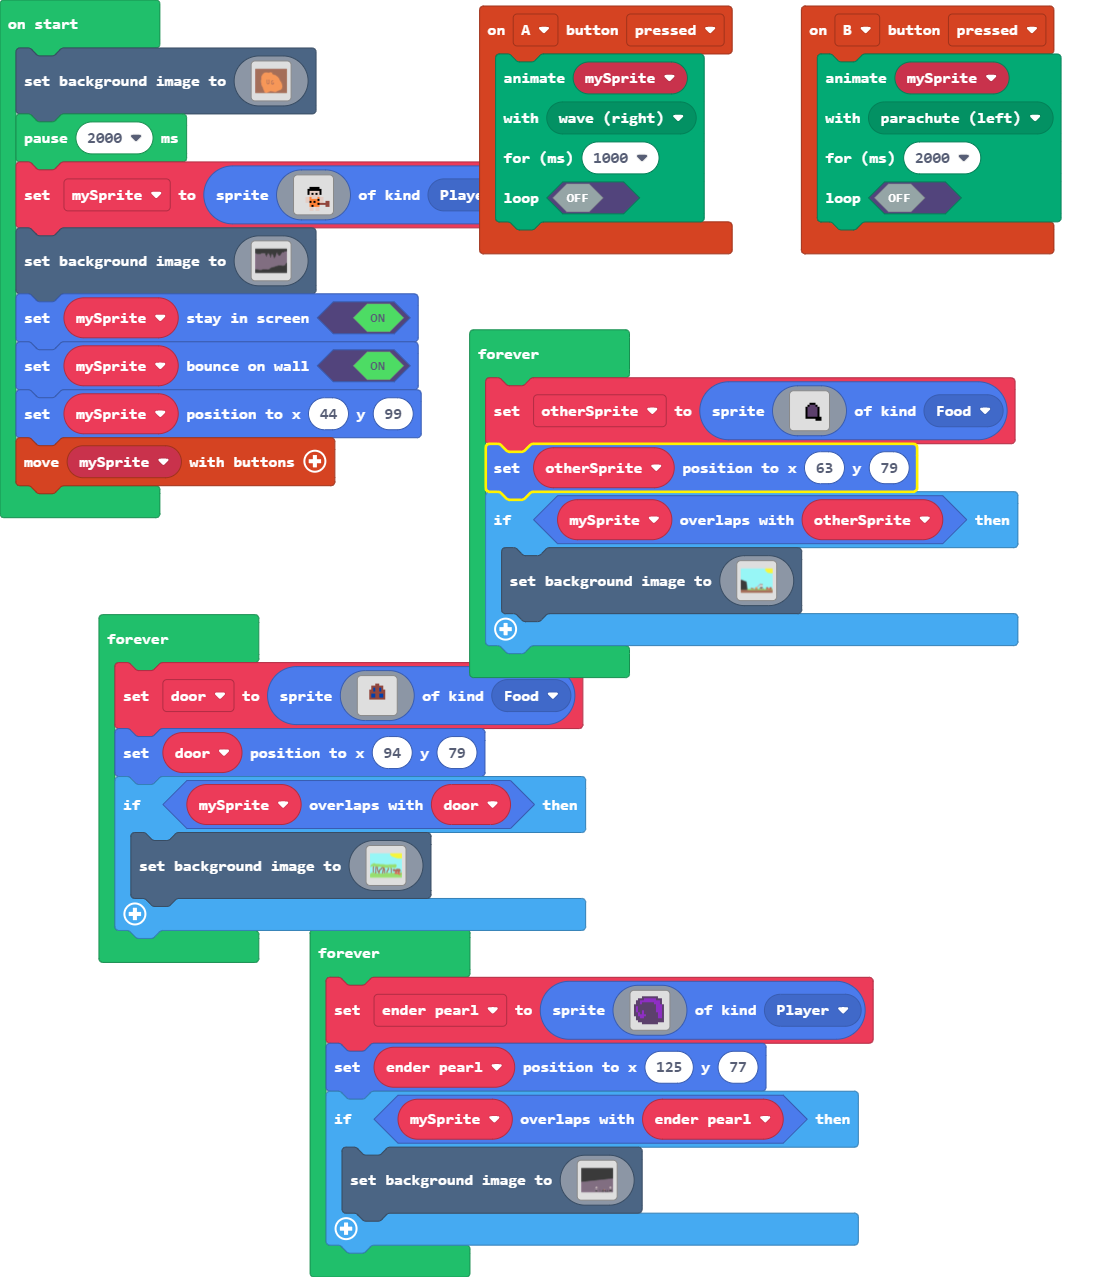 on start
set background image to
pause 2000 ms
set mySprite to sprite of kind
set background image to
set mySprite stay in screen ON
set mySprite bounce on wall ON
set mySprite position to x 44 y 99
move mySprite with buttons
on A button pressed
animate mySprite
with wave (right)
for (ms) 1000
loop OFF
on B button pressed
animate mySprite
with parachute (left)
for (ms) 2000
loop OFF
forever
set otherSprite to sprite of kind Food
set otherSprite position to x 63 y 79
if mySprite overlaps with otherSprite then
set background image to
forever
set door to sprite of kind Food
set door position to x 94 y 79
if mySprite overlaps with door then
set background image to
forever
set ender pearl to sprite of kind Player
set ender pearl position to x 125 y 77
if mySprite overlaps with ender pearl then
set background image to